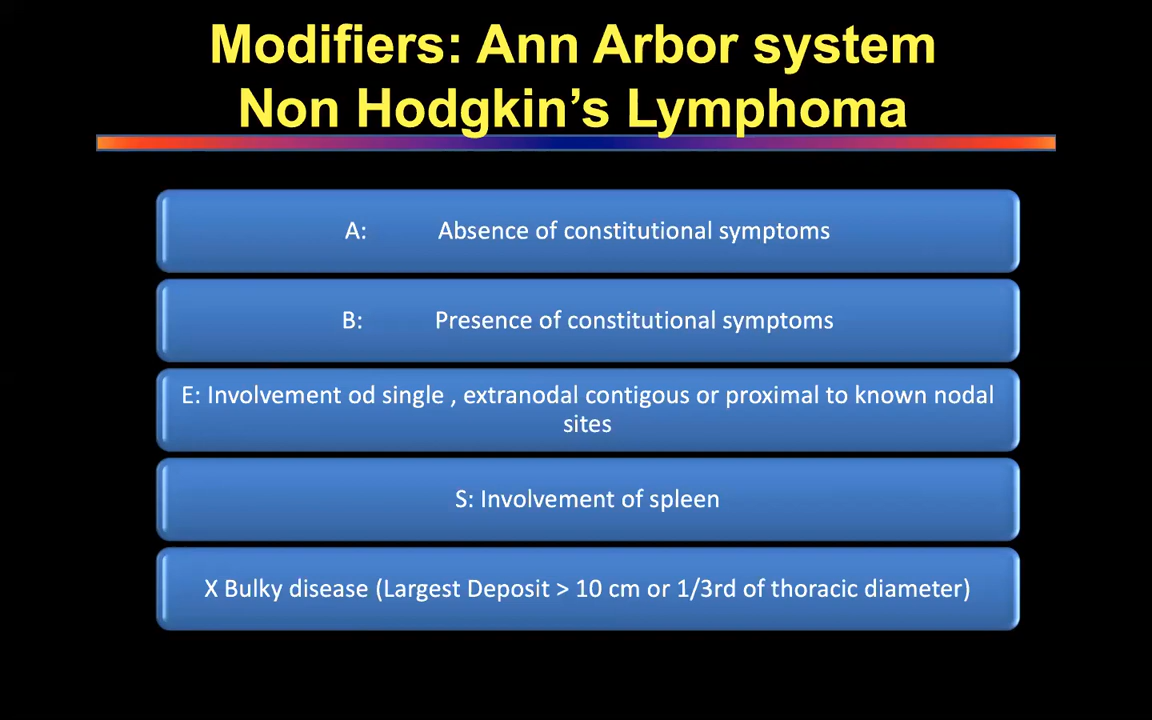 Modifiers: Ann Arbor system
Non Hodgkin’s Lymphoma
A: Absence of constitutional symptoms
B: Presence of constitutional symptoms
E: Involvement od single , extranodal contigous or proximal to known nodal
sites
S: Involvement of spleen
X Bulky disease (Largest Deposit > 10 cm or 1/3rd of thoracic diameter)